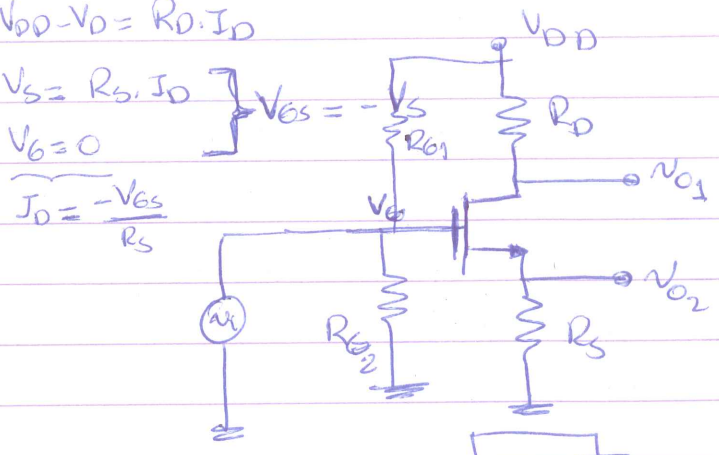 VDD-VD = RD.ID
VS = RS.ID
VG = 0
VGS = -VS
ID = -VGS/RS
VDD
RD
RG1
VG
vo1
vo2
vi
RG2
RS